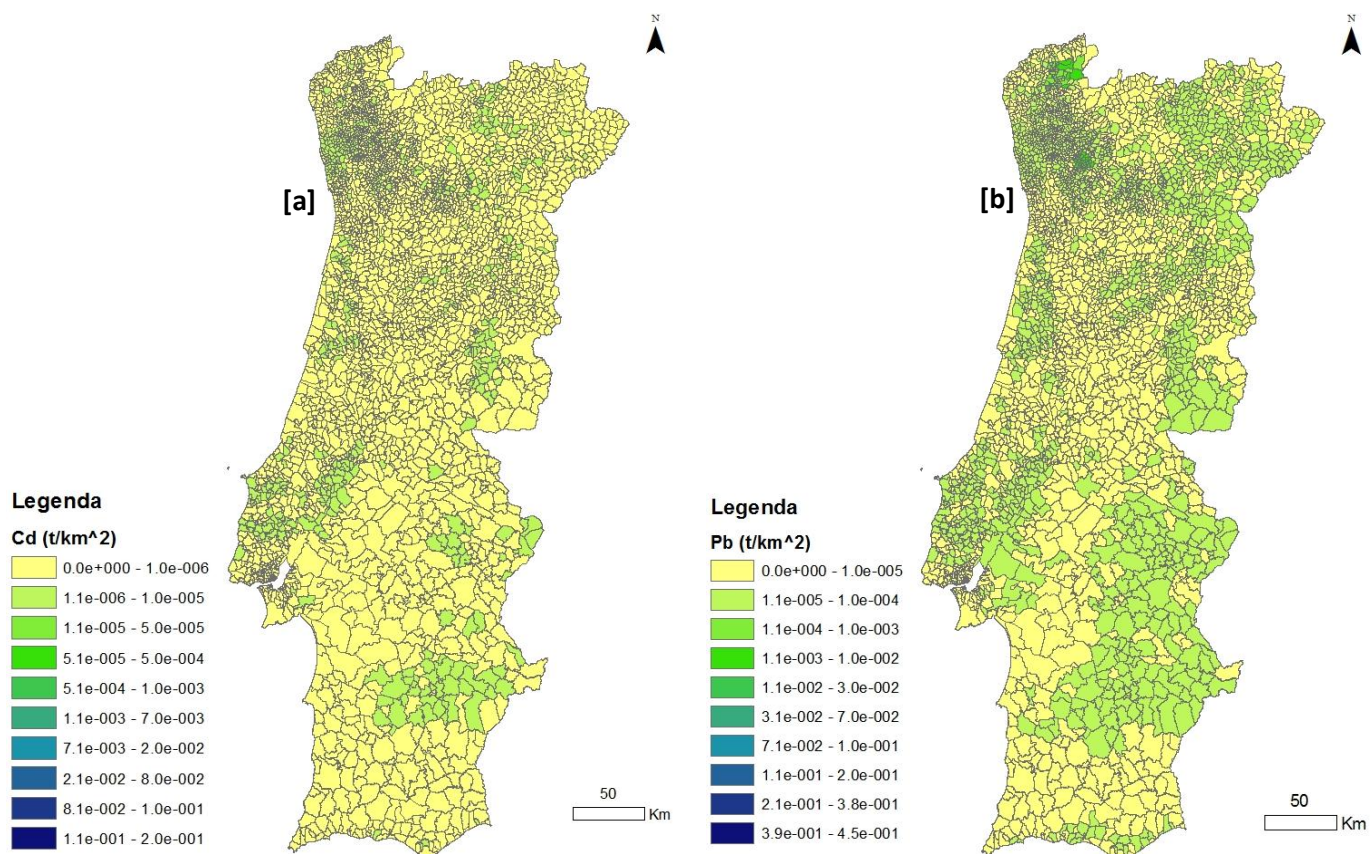 N
[a]
Legenda
Cd (t/km^2)
0.0e+000 - 1.0e-006
1.1e-006 - 1.0e-005
1.1e-005 - 5.0e-005
5.1e-005 - 5.0e-004
5.1e-004 - 1.0e-003
1.1e-003 - 7.0e-003
7.1e-003 - 2.0e-002
2.1e-002 - 8.0e-002
8.1e-002 - 1.0e-001
1.1e-001 - 2.0e-001
50
Km
N
[b]
Legenda
Pb (t/km^2)
0.0e+000 - 1.0e-005
1.1e-005 - 1.0e-004
1.1e-004 - 1.0e-003
1.1e-003 - 1.0e-002
1.1e-002 - 3.0e-002
3.1e-002 - 7.0e-002
7.1e-002 - 1.0e-001
1.1e-001 - 2.0e-001
2.1e-001 - 3.8e-001
3.9e-001 - 4.5e-001
50
Km